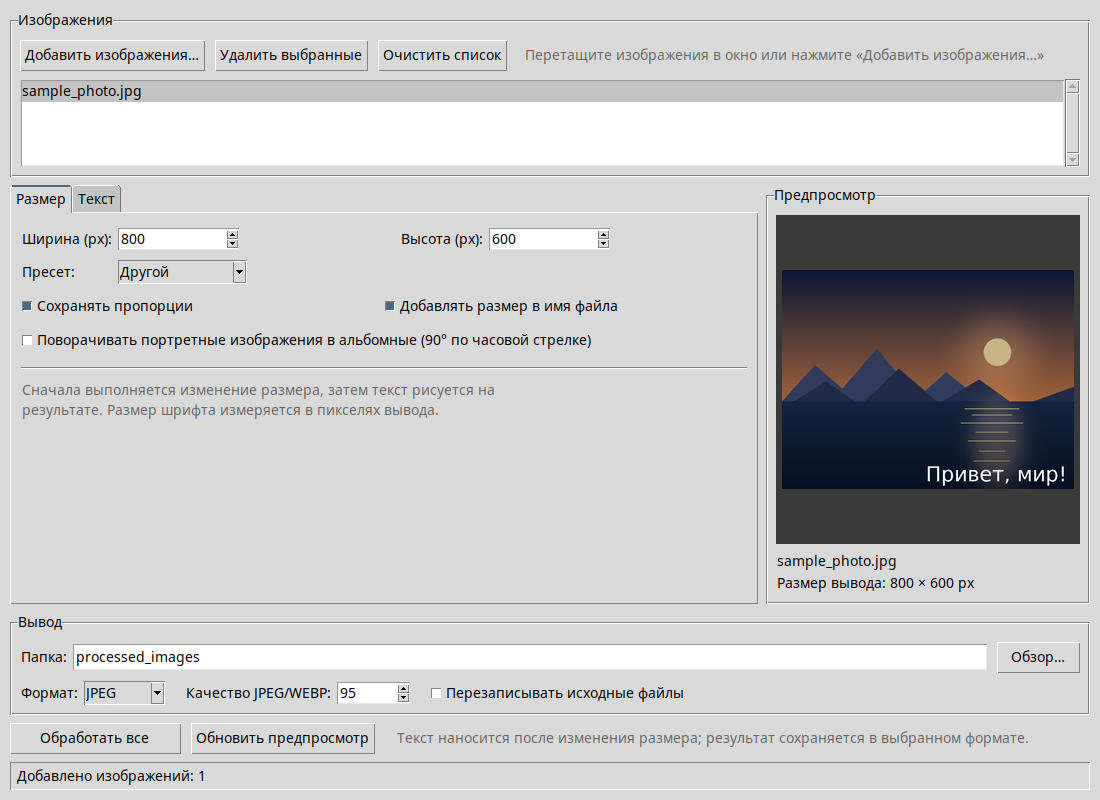 Изображения
Добавить изображения...
Удалить выбранные
Очистить список
Перетащите изображения в окно или нажмите «Добавить изображения...»
sample_photo.jpg
Размер
Текст
Ширина (px):
800
Высота (px):
600
Пресет:
Другой
Сохранять пропорции
Добавлять размер в имя файла
Поворачивать портретные изображения в альбомные (90° по часовой стрелке)
Сначала выполняется изменение размера, затем текст рисуется на
результате. Размер шрифта измеряется в пикселях вывода.
Предпросмотр
Привет, мир!
sample_photo.jpg
Размер вывода: 800 × 600 px
Вывод
Папка:
processed_images
Обзор...
Формат:
JPEG
Качество JPEG/WEBP:
95
Перезаписывать исходные файлы
Обработать все
Обновить предпросмотр
Текст наносится после изменения размера; результат сохраняется в выбранном формате.
Добавлено изображений: 1